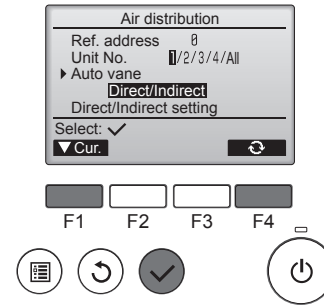 Air distribution
Ref. address 0
Unit No. 1/2/3/4/All
Auto vane
Direct/Indirect
Direct/Indirect setting
Select:
Cur.
F1 F2 F3 F4